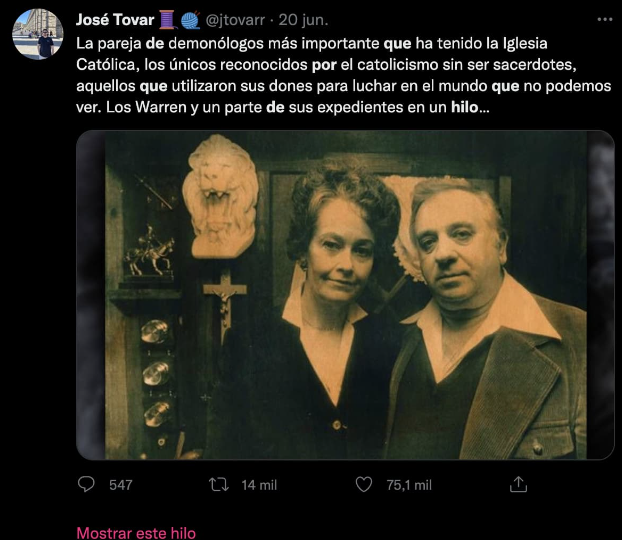 José Tovar @jtovarr · 20 jun.
La pareja de demonólogos más importante que ha tenido la Iglesia
Católica, los únicos reconocidos por el catolicismo sin ser sacerdotes,
aquellos que utilizaron sus dones para luchar en el mundo que no podemos
ver. Los Warren y un parte de sus expedientes en un hilo...
547 14 mil 75,1 mil
Mostrar este hilo